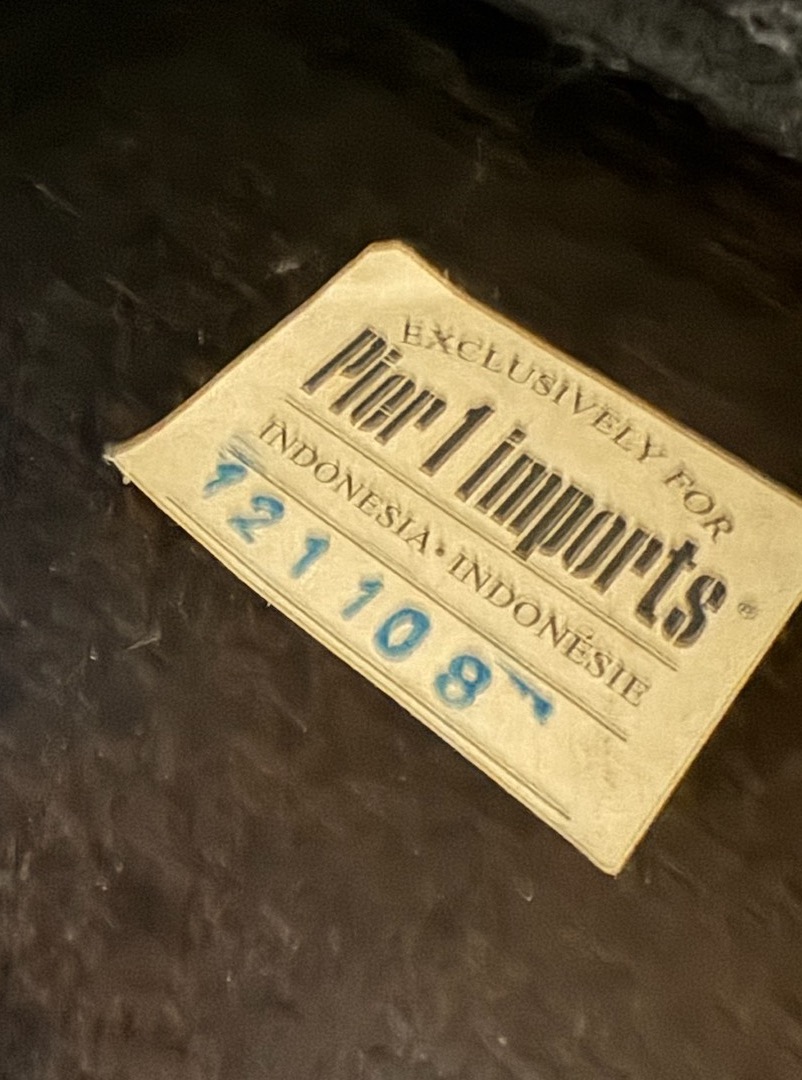 EXCLUSIVELY FOR
Pier 1 imports®
INDONESIA • INDONÉSIE
121108